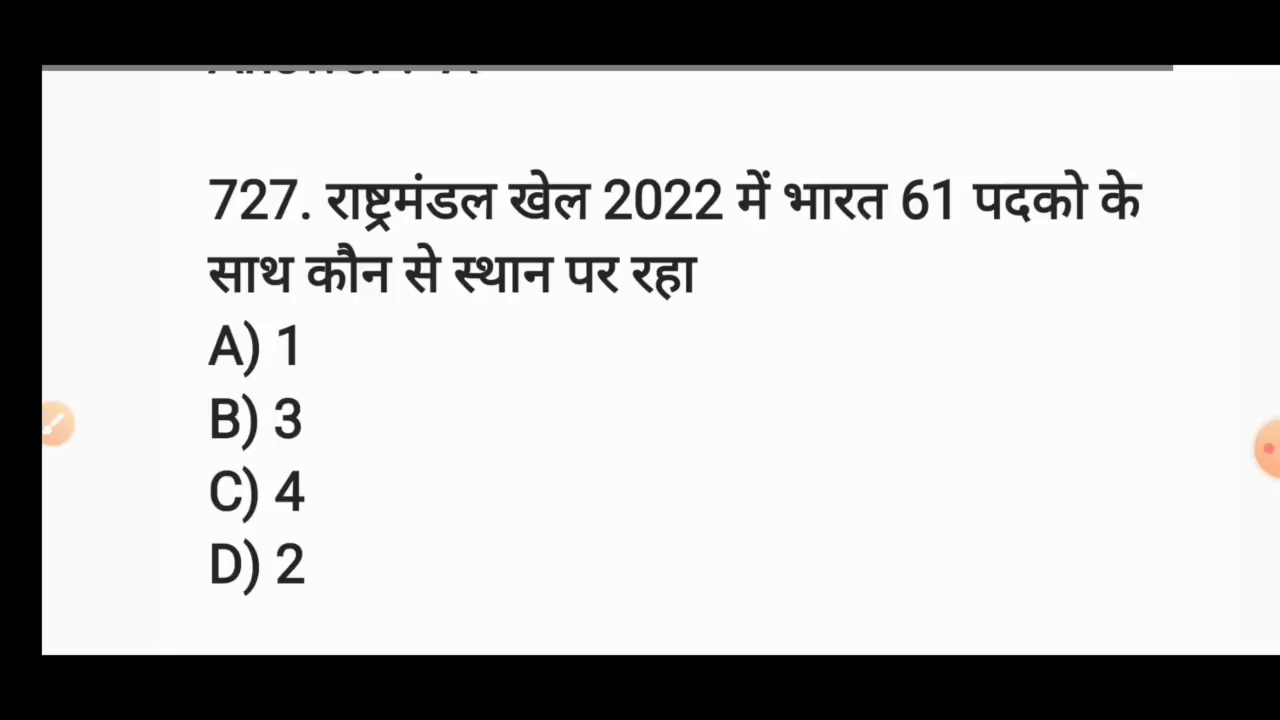 727. राष्ट्रमंडल खेल 2022 में भारत 61 पदको के
साथ कौन से स्थान पर रहा
A) 1
B) 3
C) 4
D) 2